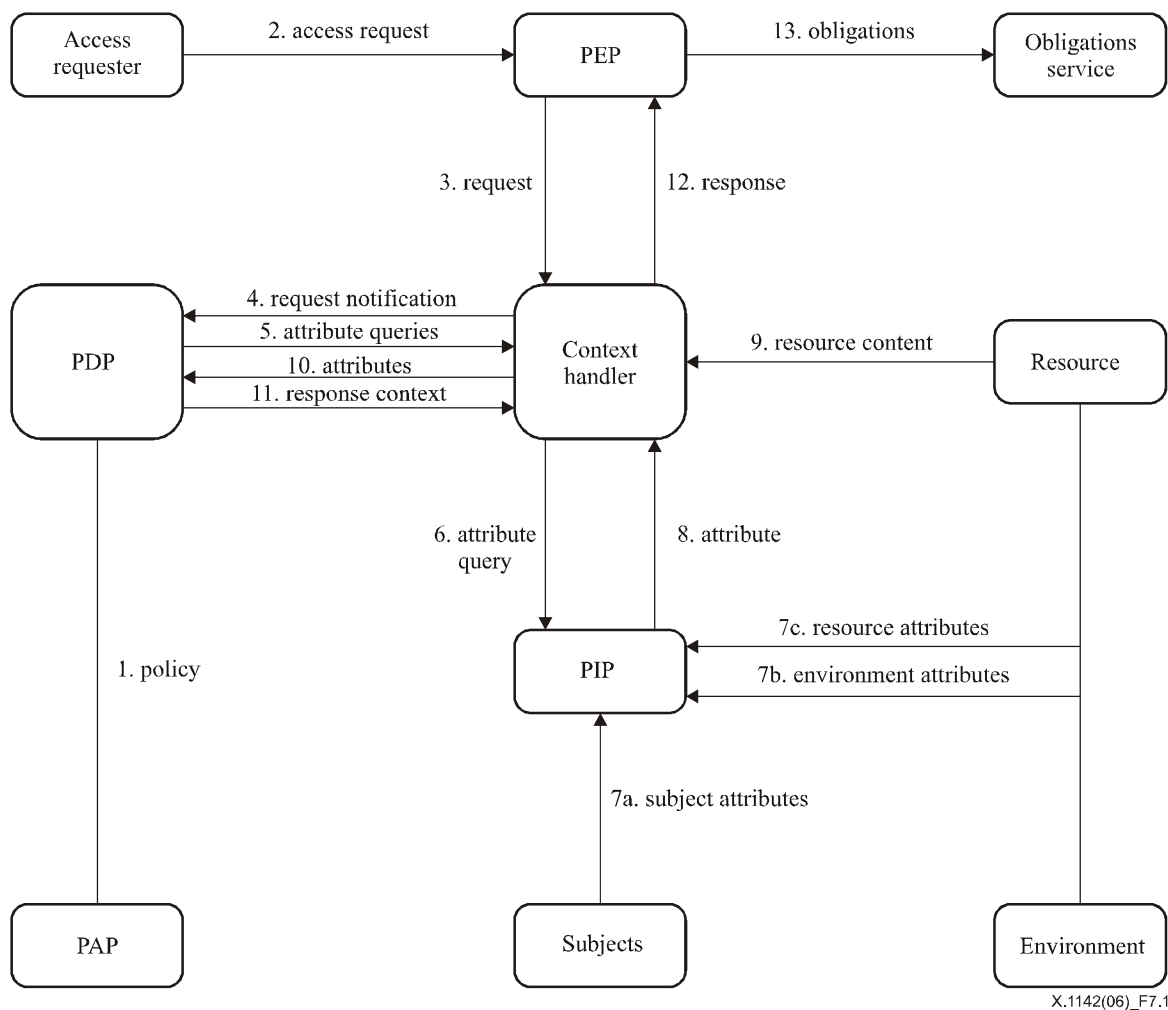 Access
requester
2. access request
PEP
13. obligations
Obligations
service
3. request
12. response
PDP
4. request notification
5. attribute queries
10. attributes
11. response context
Context
handler
9. resource content
Resource
6. attribute
query
8. attribute
1. policy
PIP
7c. resource attributes
7b. environment attributes
7a. subject attributes
PAP
Subjects
Environment
X.1142(06)_F7.1